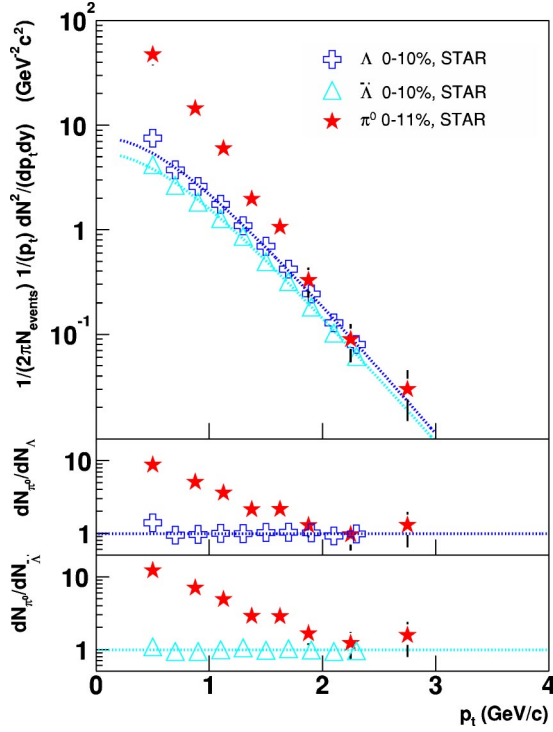 1/(2πN_events) 1/(p_t) dN²/(dp_t dy) (GeV⁻²c²)
10²
10
1
10⁻¹
Λ 0-10%, STAR
Λ̄ 0-10%, STAR
π⁰ 0-11%, STAR
dN_π⁰/dN_Λ
10
1
dN_π⁰/dN_Λ̄
10
1
0 1 2 3 4
p_t (GeV/c)